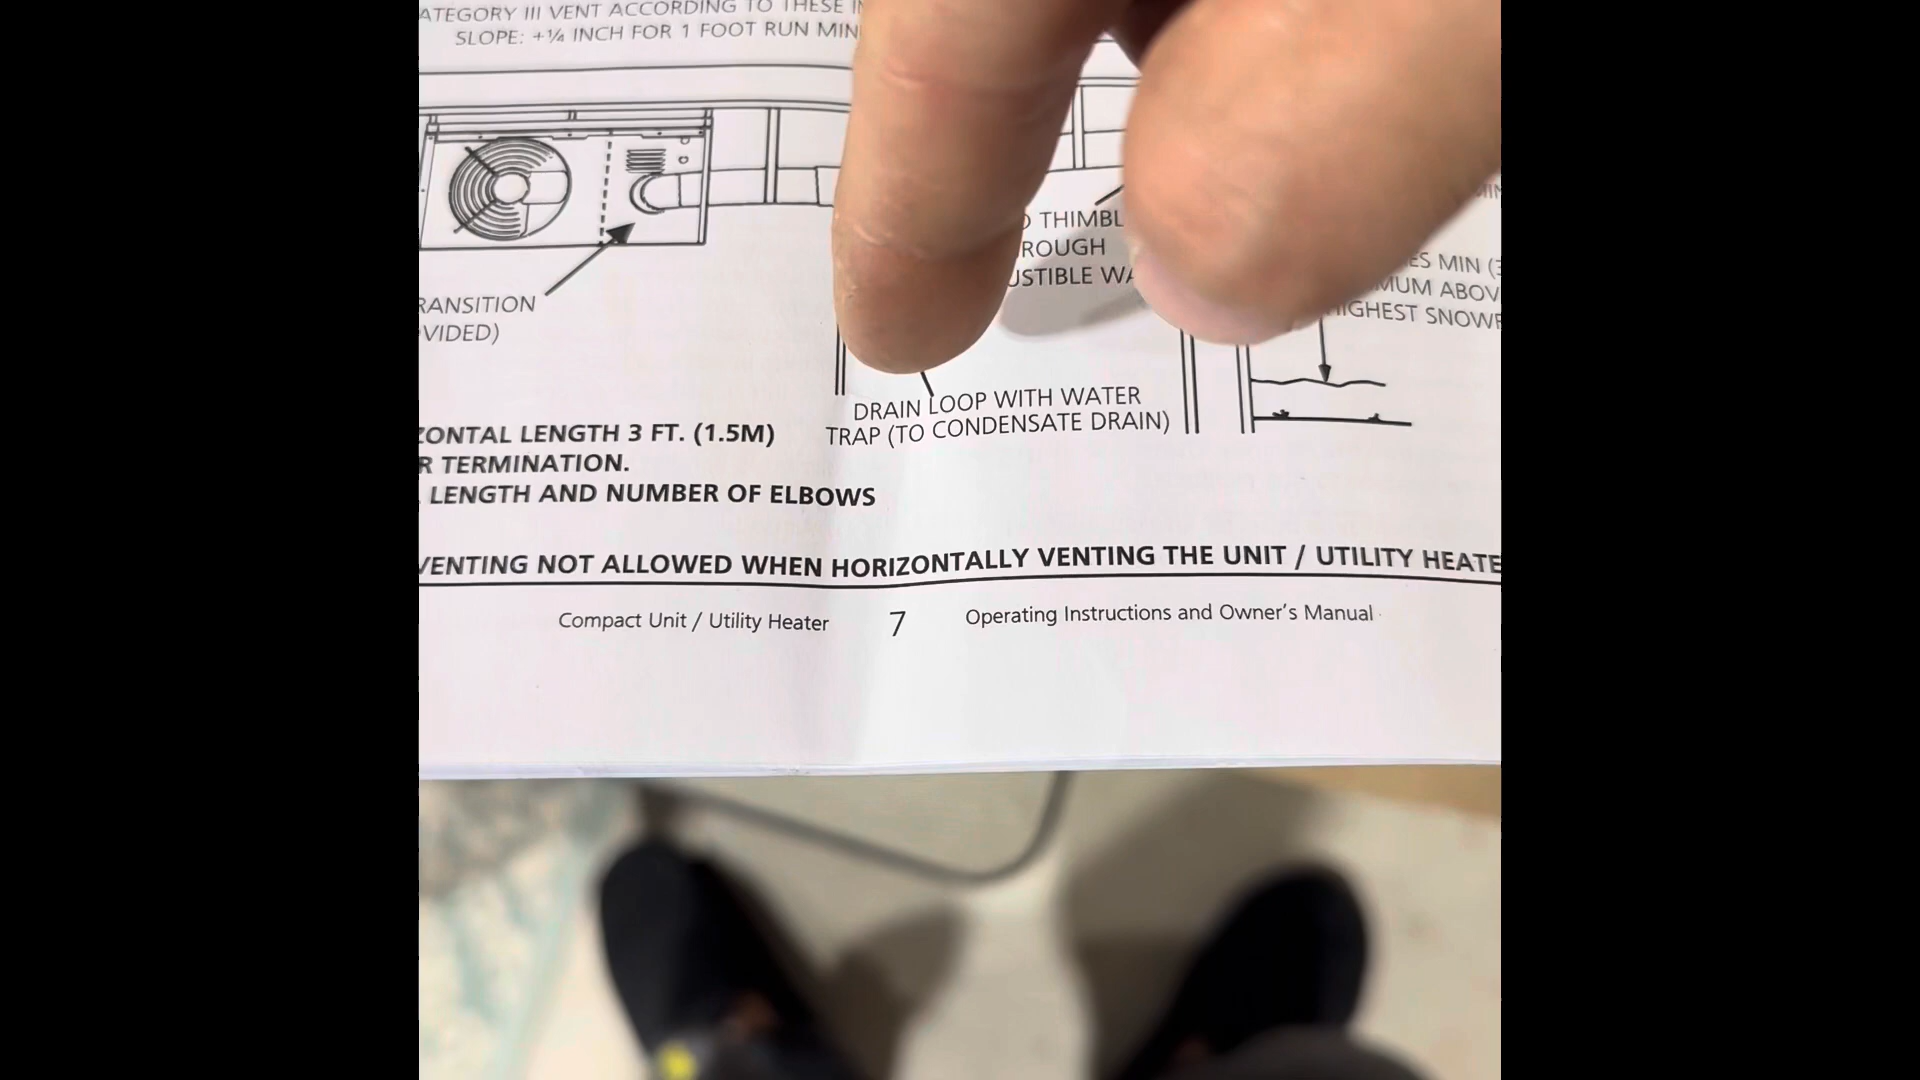 ATEGORY III VENT ACCORDING TO THESE
SLOPE: +¼ INCH FOR 1 FOOT RUN MIN
THIMBL
ROUGH
USTIBLE WA
ES MIN (3
MUM ABOV
IGHEST SNOWF
RANSITION
VIDED)
DRAIN LOOP WITH WATER
TRAP (TO CONDENSATE DRAIN)
ZONTAL LENGTH 3 FT. (1.5M)
R TERMINATION.
LENGTH AND NUMBER OF ELBOWS
VENTING NOT ALLOWED WHEN HORIZONTALLY VENTING THE UNIT / UTILITY HEATE
Compact Unit / Utility Heater 7 Operating Instructions and Owner's Manual